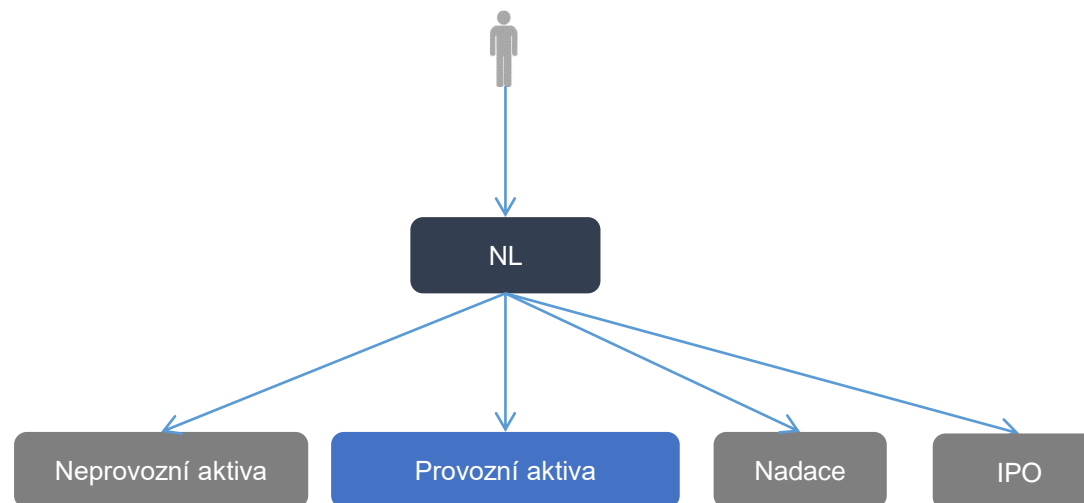 NL
Neprovozní aktiva
Provozní aktiva
Nadace
IPO